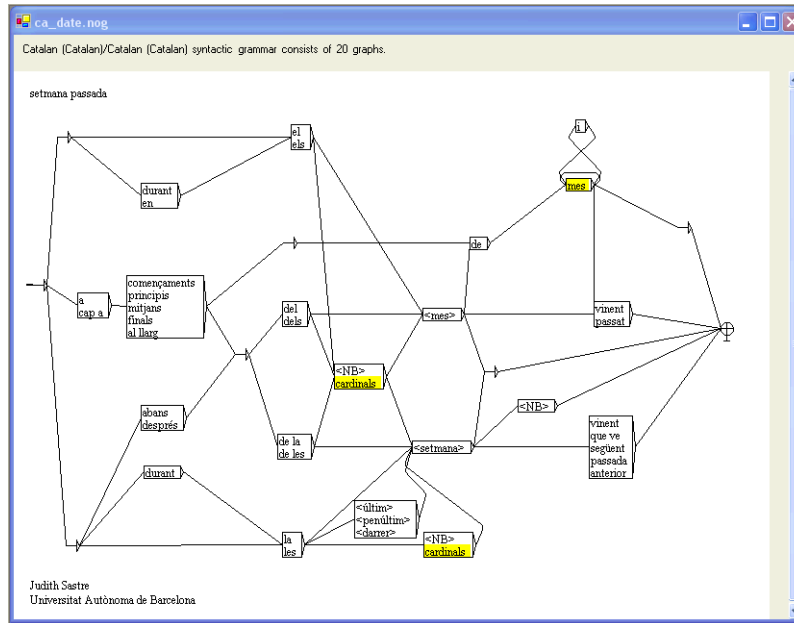 ca_date.nog
Catalan (Catalan)/Catalan (Catalan) syntactic grammar consists of 20 graphs.
setmana passada
el
els
i
durant
en
mes
de
a
cap a
començaments
principis
mitjans
finals
al llarg
del
dels
<mes>
vinent
passat
<NB>
cardinals
abans
després
<NB>
de la
de les
<setmana>
vinent
que ve
següent
passada
anterior
durant
<últim>
<penúltim>
<darrer>
la
les
<NB>
cardinals
Judith Sastre
Universitat Autònoma de Barcelona